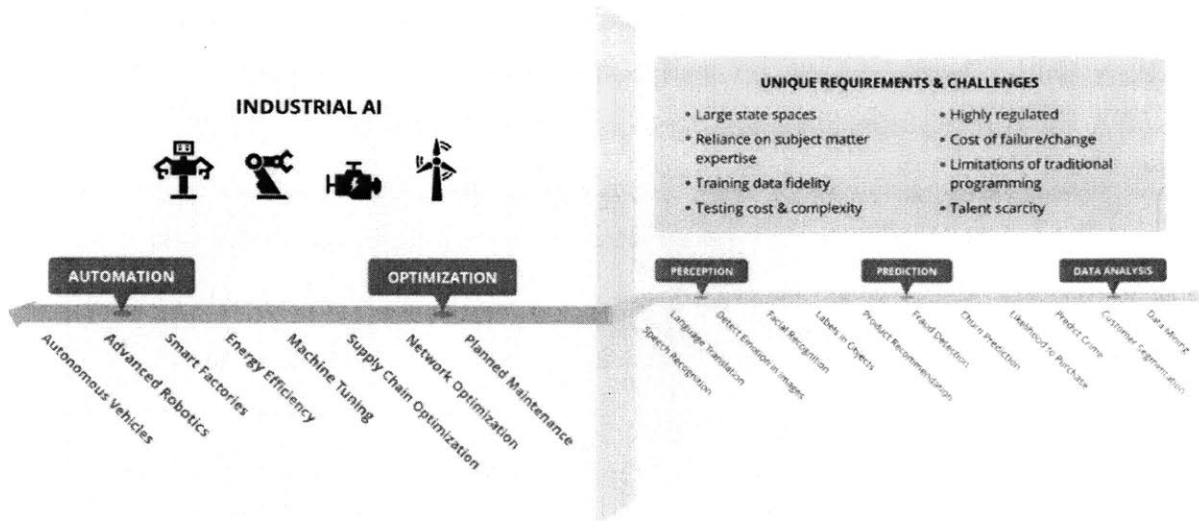 INDUSTRIAL AI
AUTOMATION
OPTIMIZATION
Autonomous Vehicles
Advanced Robotics
Smart Factories
Energy Efficiency
Machine Tuning
Supply Chain Optimization
Network Optimization
Planned Maintenance
UNIQUE REQUIREMENTS & CHALLENGES
• Large state spaces
• Reliance on subject matter
expertise
• Training data fidelity
• Testing cost & complexity
• Highly regulated
• Cost of failure/change
• Limitations of traditional
programming
• Talent scarcity
PERCEPTION
PREDICTION
DATA ANALYSIS
Speech Recognition
Language Translation
Detect Emotion in Images
Facial Recognition
Labels in Objects
Product Recommendation
Fraud Detection
Churn Prediction
Likelihood to Purchase
Predict Crime
Customer Segmentation
Data Mining